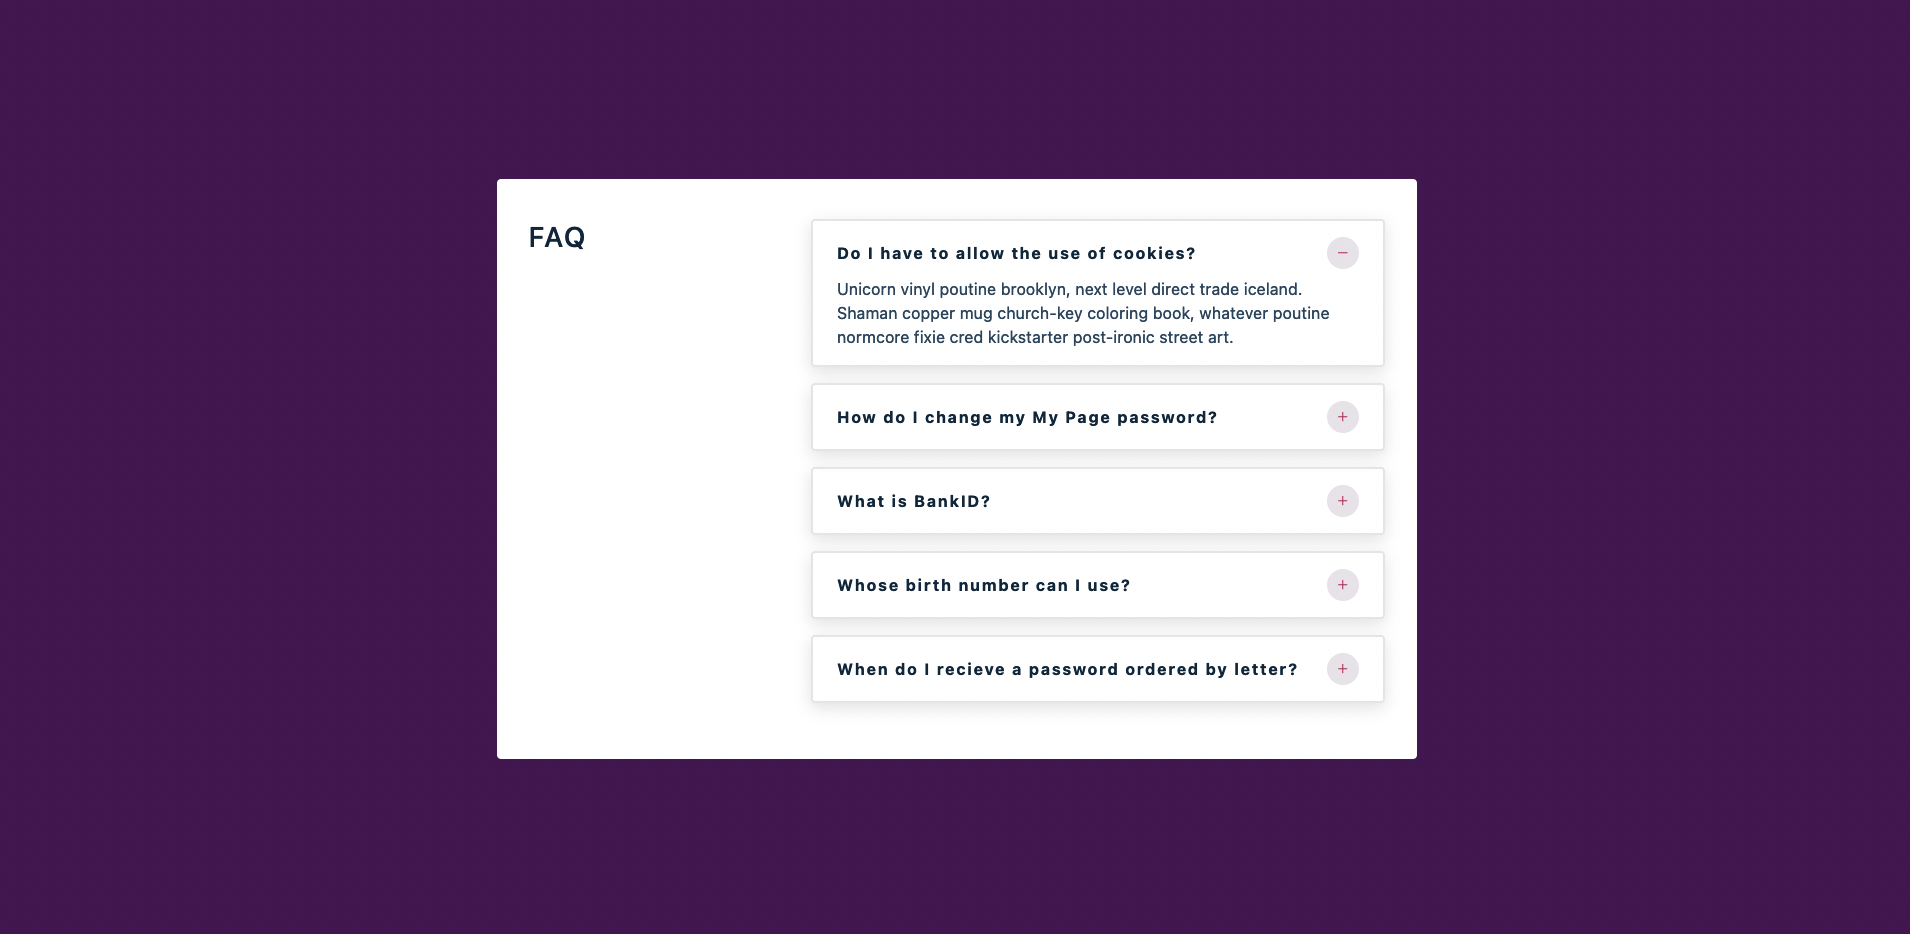 FAQ
Do I have to allow the use of cookies?
Unicorn vinyl poutine brooklyn, next level direct trade iceland.
Shaman copper mug church-key coloring book, whatever poutine
normcore fixie cred kickstarter post-ironic street art.
How do I change my My Page password?
What is BankID?
Whose birth number can I use?
When do I recieve a password ordered by letter?